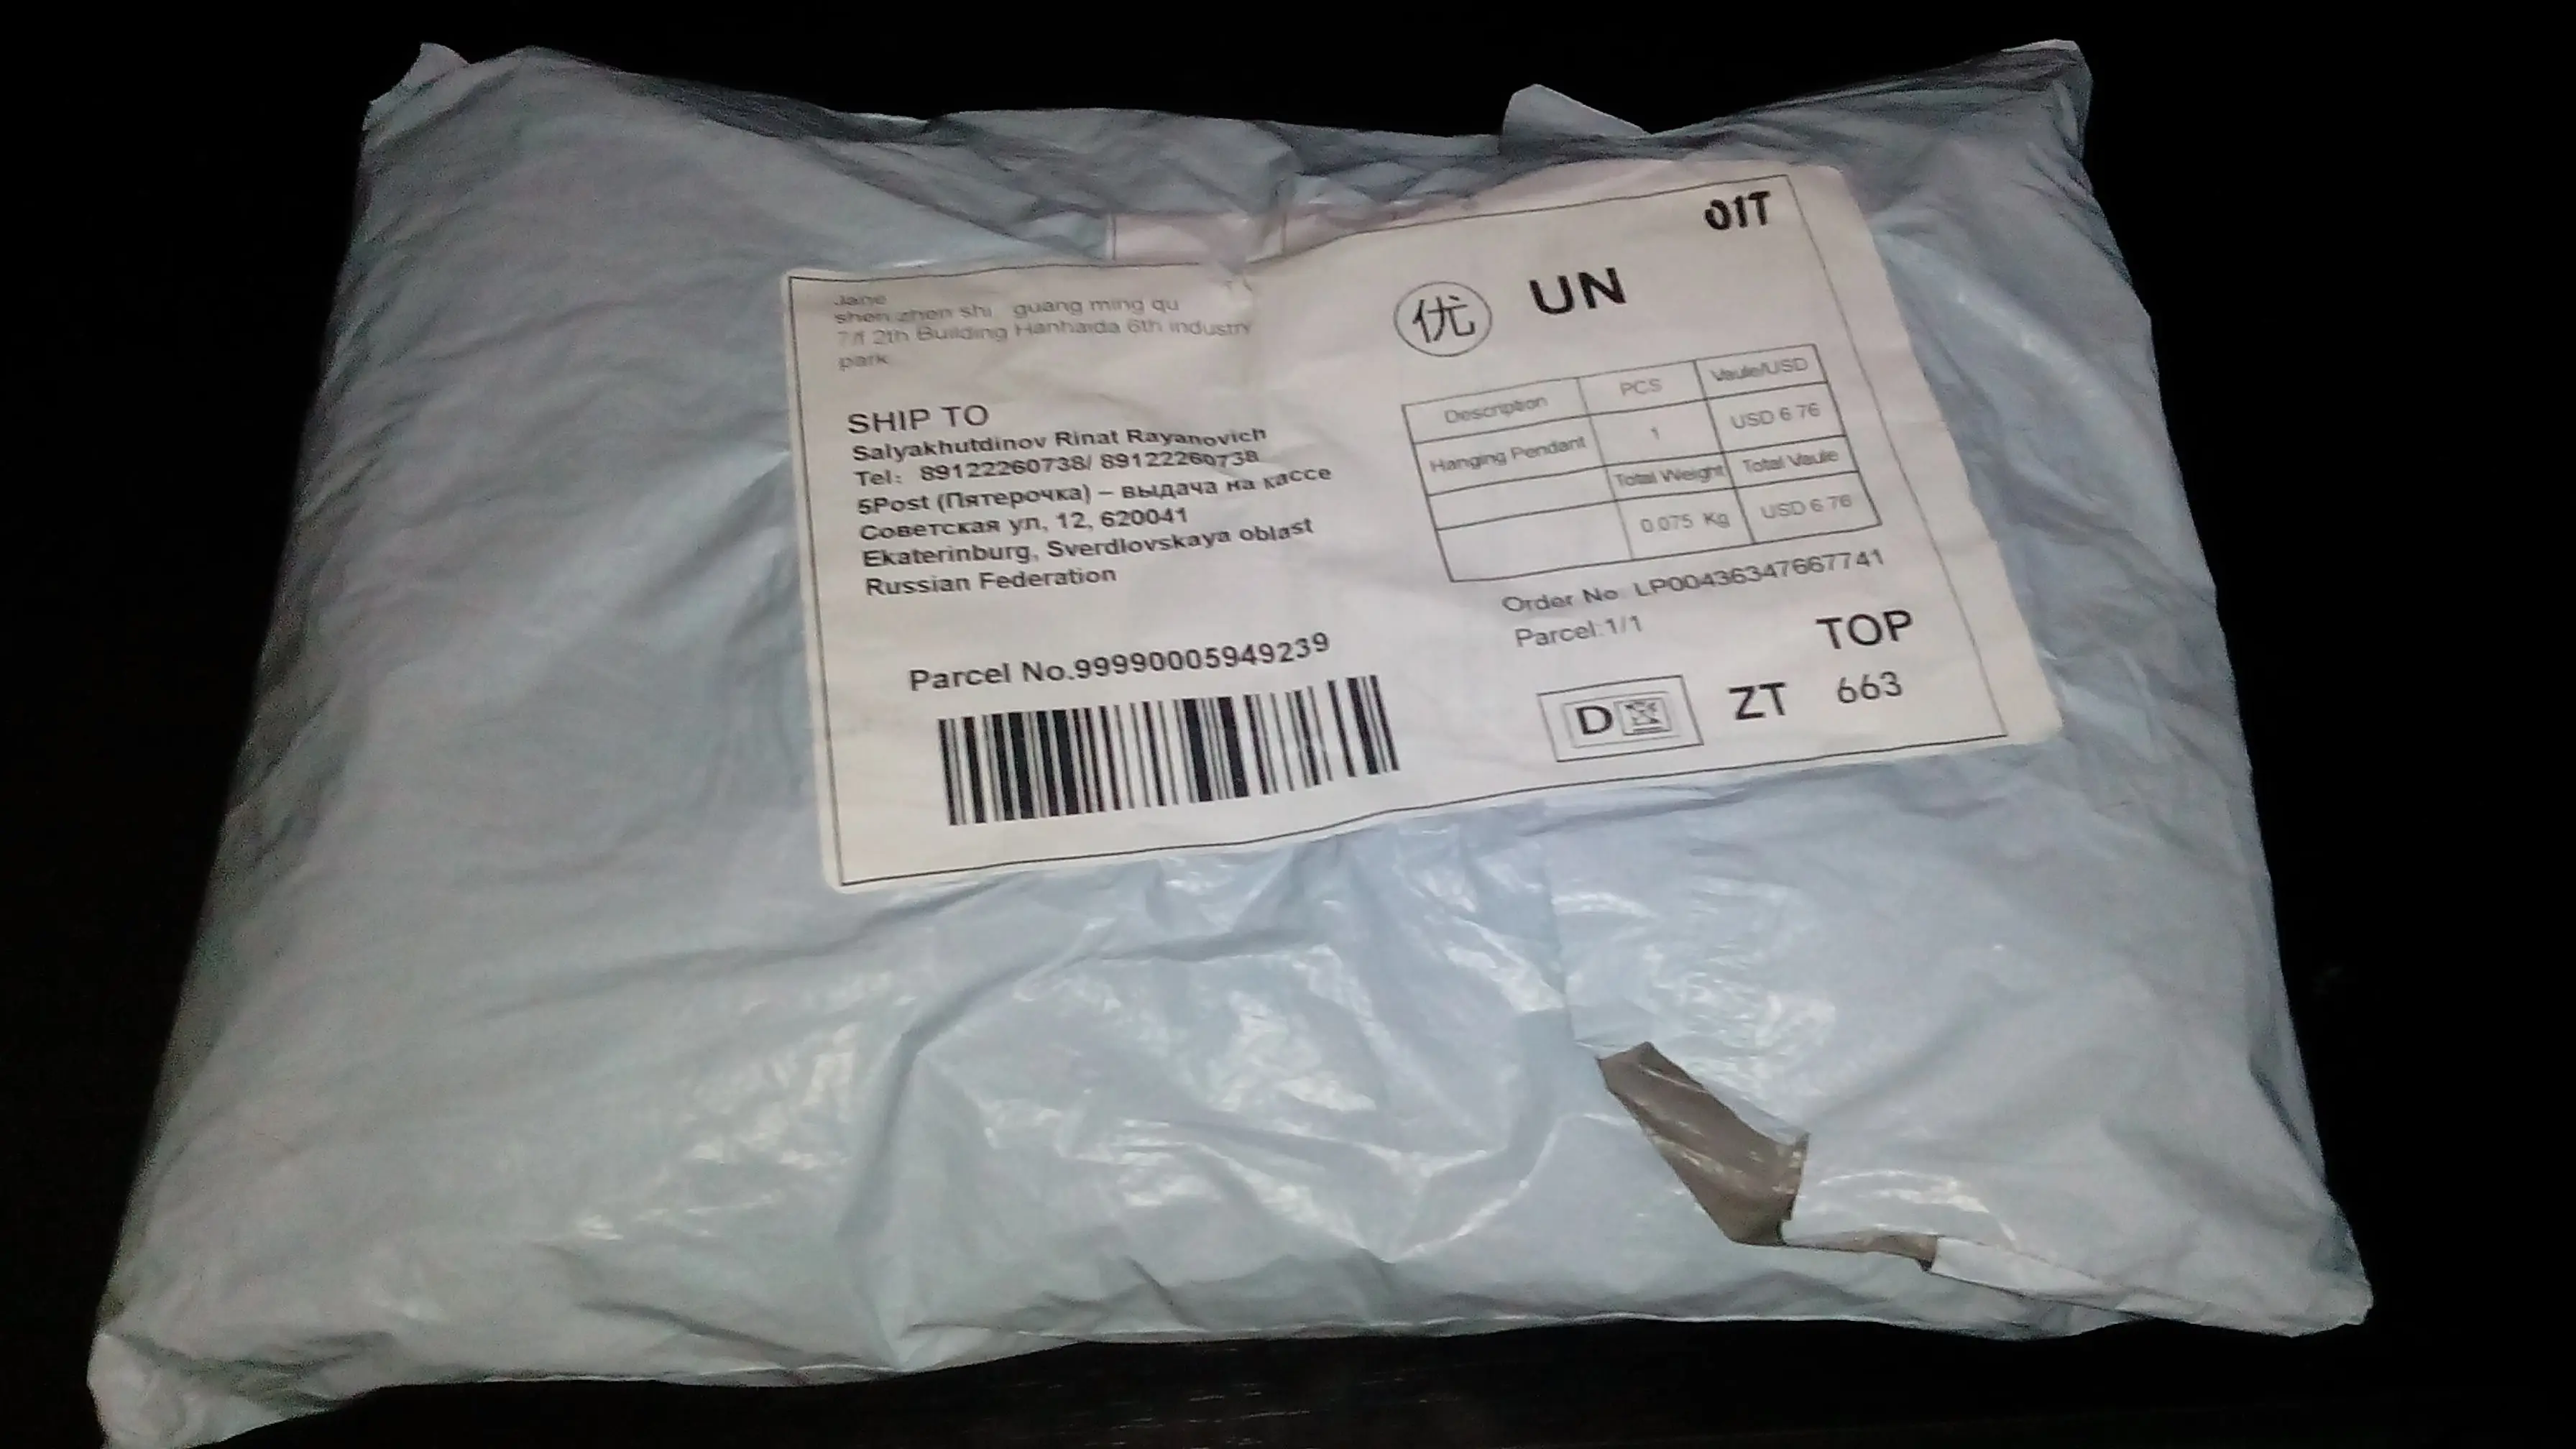 Jane
shen zhen shi guang ming qu
7/f 2th Building Hanhaida 6th industry
park
SHIP TO
Salyakhutdinov Rinat Rayanovich
Tel: 89122260738/ 89122260738
5Post (Пятерочка) – выдача на кассе
Советская ул, 12, 620041
Ekaterinburg, Sverdlovskaya oblast
Russian Federation
Parcel No.99990005949239
01T
优 UN
Description PCS Vaule/USD
Hanging Pendant 1 USD 6.76
Total Weight Total Vaule
0.075 Kg USD 6.76
Order No. LP00436347667741
Parcel:1/1
TOP
D ZT 663